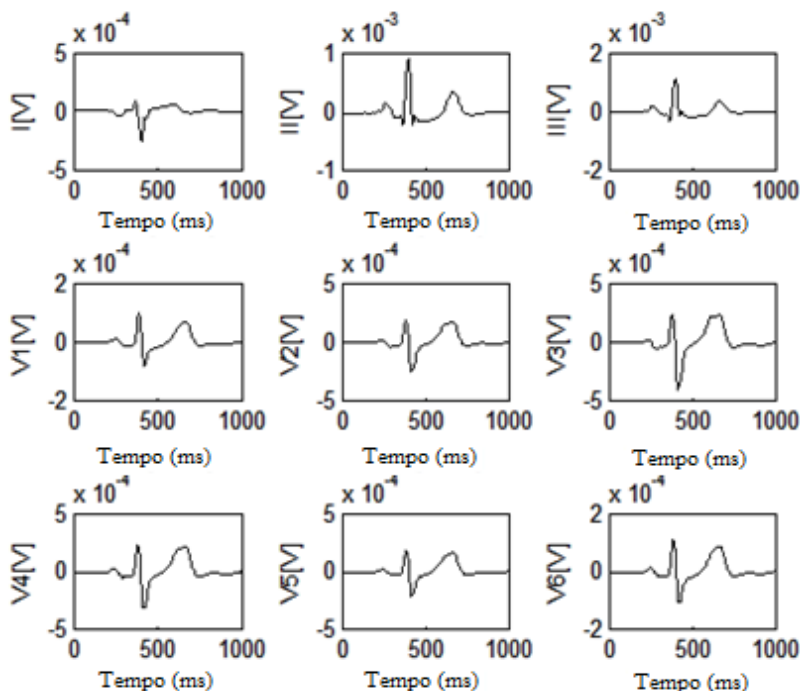 x 10⁻⁴
x 10⁻³
x 10⁻³
I[V]
5
0
-5
0
500
1000
Tempo (ms)
II[V]
1
0
-1
0
500
1000
Tempo (ms)
III[V]
2
0
-2
0
500
1000
Tempo (ms)
x 10⁻⁴
x 10⁻⁴
x 10⁻⁴
V1[V]
2
0
-2
0
500
1000
Tempo (ms)
V2[V]
5
0
-5
0
500
1000
Tempo (ms)
V3[V]
5
0
-5
0
500
1000
Tempo (ms)
x 10⁻⁴
x 10⁻⁴
x 10⁻⁴
V4[V]
5
0
-5
0
500
1000
Tempo (ms)
V5[V]
5
0
-5
0
500
1000
Tempo (ms)
V6[V]
2
0
-2
0
500
1000
Tempo (ms)